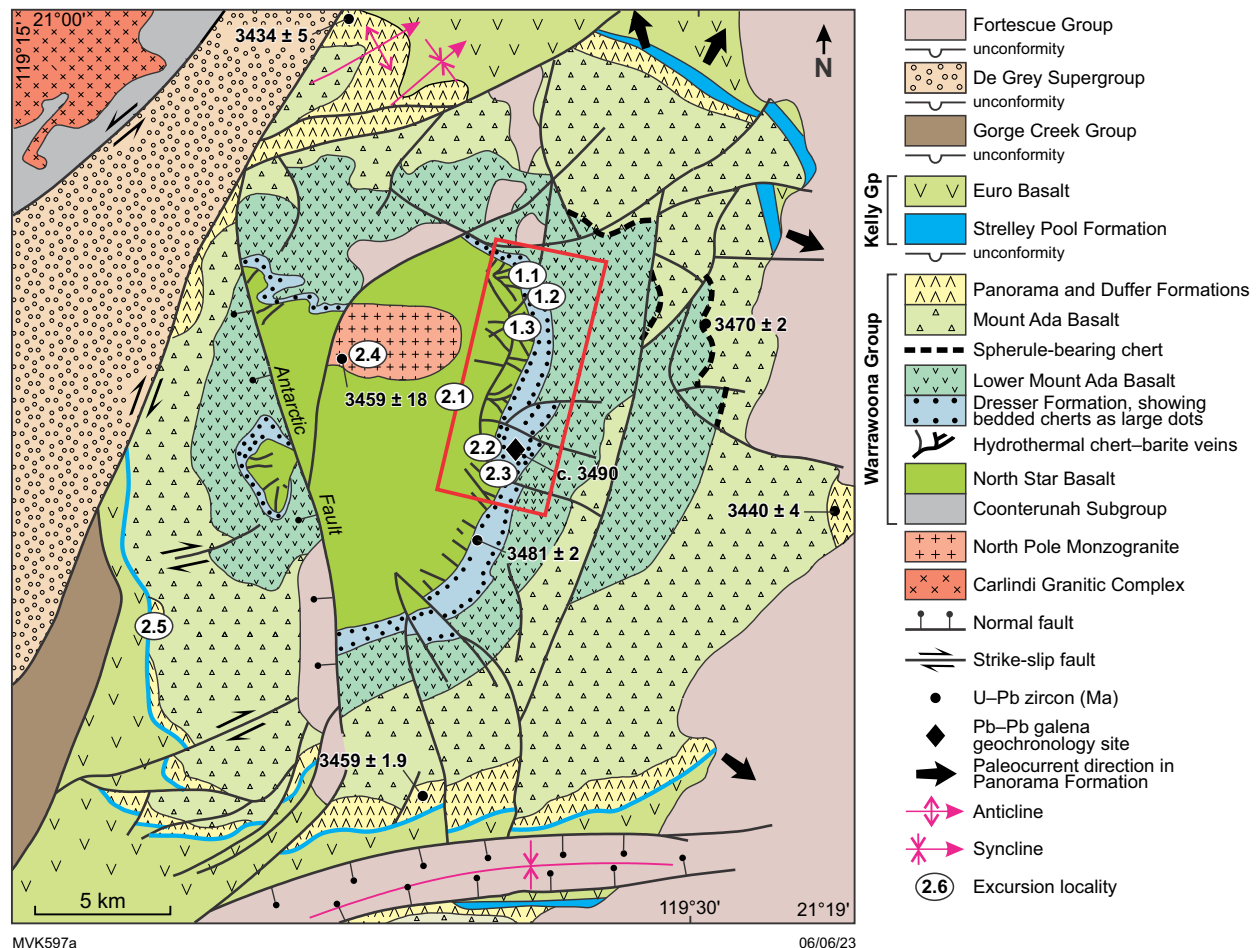 21°00'
119°15'
3434 ± 5
N
1.1
1.2
1.3
3470 ± 2
2.4
3459 ± 18
2.1
Antarctic
Fault
2.2
2.3
c. 3490
3440 ± 4
3481 ± 2
2.5
3459 ± 1.9
5 km
119°30'
21°19'
MVK597a
06/06/23
Fortescue Group
unconformity
De Grey Supergroup
unconformity
Gorge Creek Group
unconformity
Kelly Gp
Euro Basalt
Strelley Pool Formation
unconformity
Warrawoona Group
Panorama and Duffer Formations
Mount Ada Basalt
Spherule-bearing chert
Lower Mount Ada Basalt
Dresser Formation, showing
bedded cherts as large dots
Hydrothermal chert–barite veins
North Star Basalt
Coonterunah Subgroup
North Pole Monzogranite
Carlindi Granitic Complex
Normal fault
Strike-slip fault
U–Pb zircon (Ma)
Pb–Pb galena
geochronology site
Paleocurrent direction in
Panorama Formation
Anticline
Syncline
2.6
Excursion locality